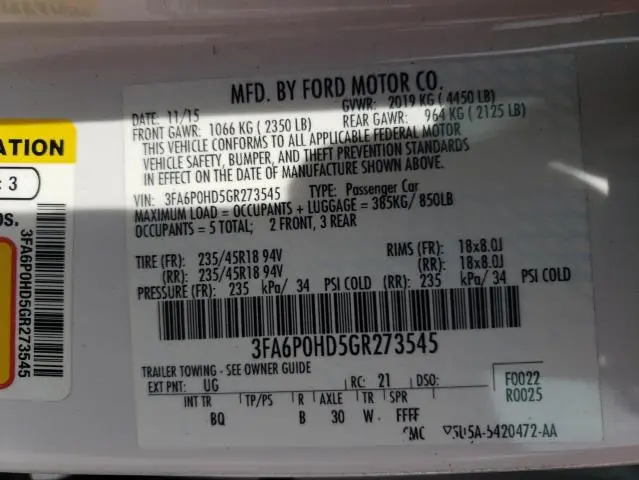 MFD. BY FORD MOTOR CO.
DATE: 11/15 GVWR: 2019 KG ( 4450 LB)
FRONT GAWR: 1066 KG ( 2350 LB) REAR GAWR: 964 KG ( 2125 LB)
THIS VEHICLE CONFORMS TO ALL APPLICABLE FEDERAL MOTOR
VEHICLE SAFETY, BUMPER, AND THEFT PREVENTION STANDARDS
IN EFFECT ON THE DATE OF MANUFACTURE SHOWN ABOVE.
VIN: 3FA6P0HD5GR273545 TYPE: Passenger Car
MAXIMUM LOAD = OCCUPANTS + LUGGAGE = 385KG/ 850LB
OCCUPANTS = 5 TOTAL; 2 FRONT, 3 REAR
TIRE (FR): 235/45R18 94V RIMS (FR): 18x8.0J
(RR): 235/45R18 94V (RR): 18x8.0J
PRESSURE (FR): 235 kPa/ 34 PSI COLD (RR): 235 kPa/ 34 PSI COLD
3FA6P0HD5GR273545
TRAILER TOWING - SEE OWNER GUIDE
EXT PNT: UG RC: 21 DSO:
F0022
R0025
INT TR TP/PS R AXLE TR SPR
BQ B 30 W FFFF
5U5A-5420472-AA
ATION
: 3
3FA6P0HD5GR273545